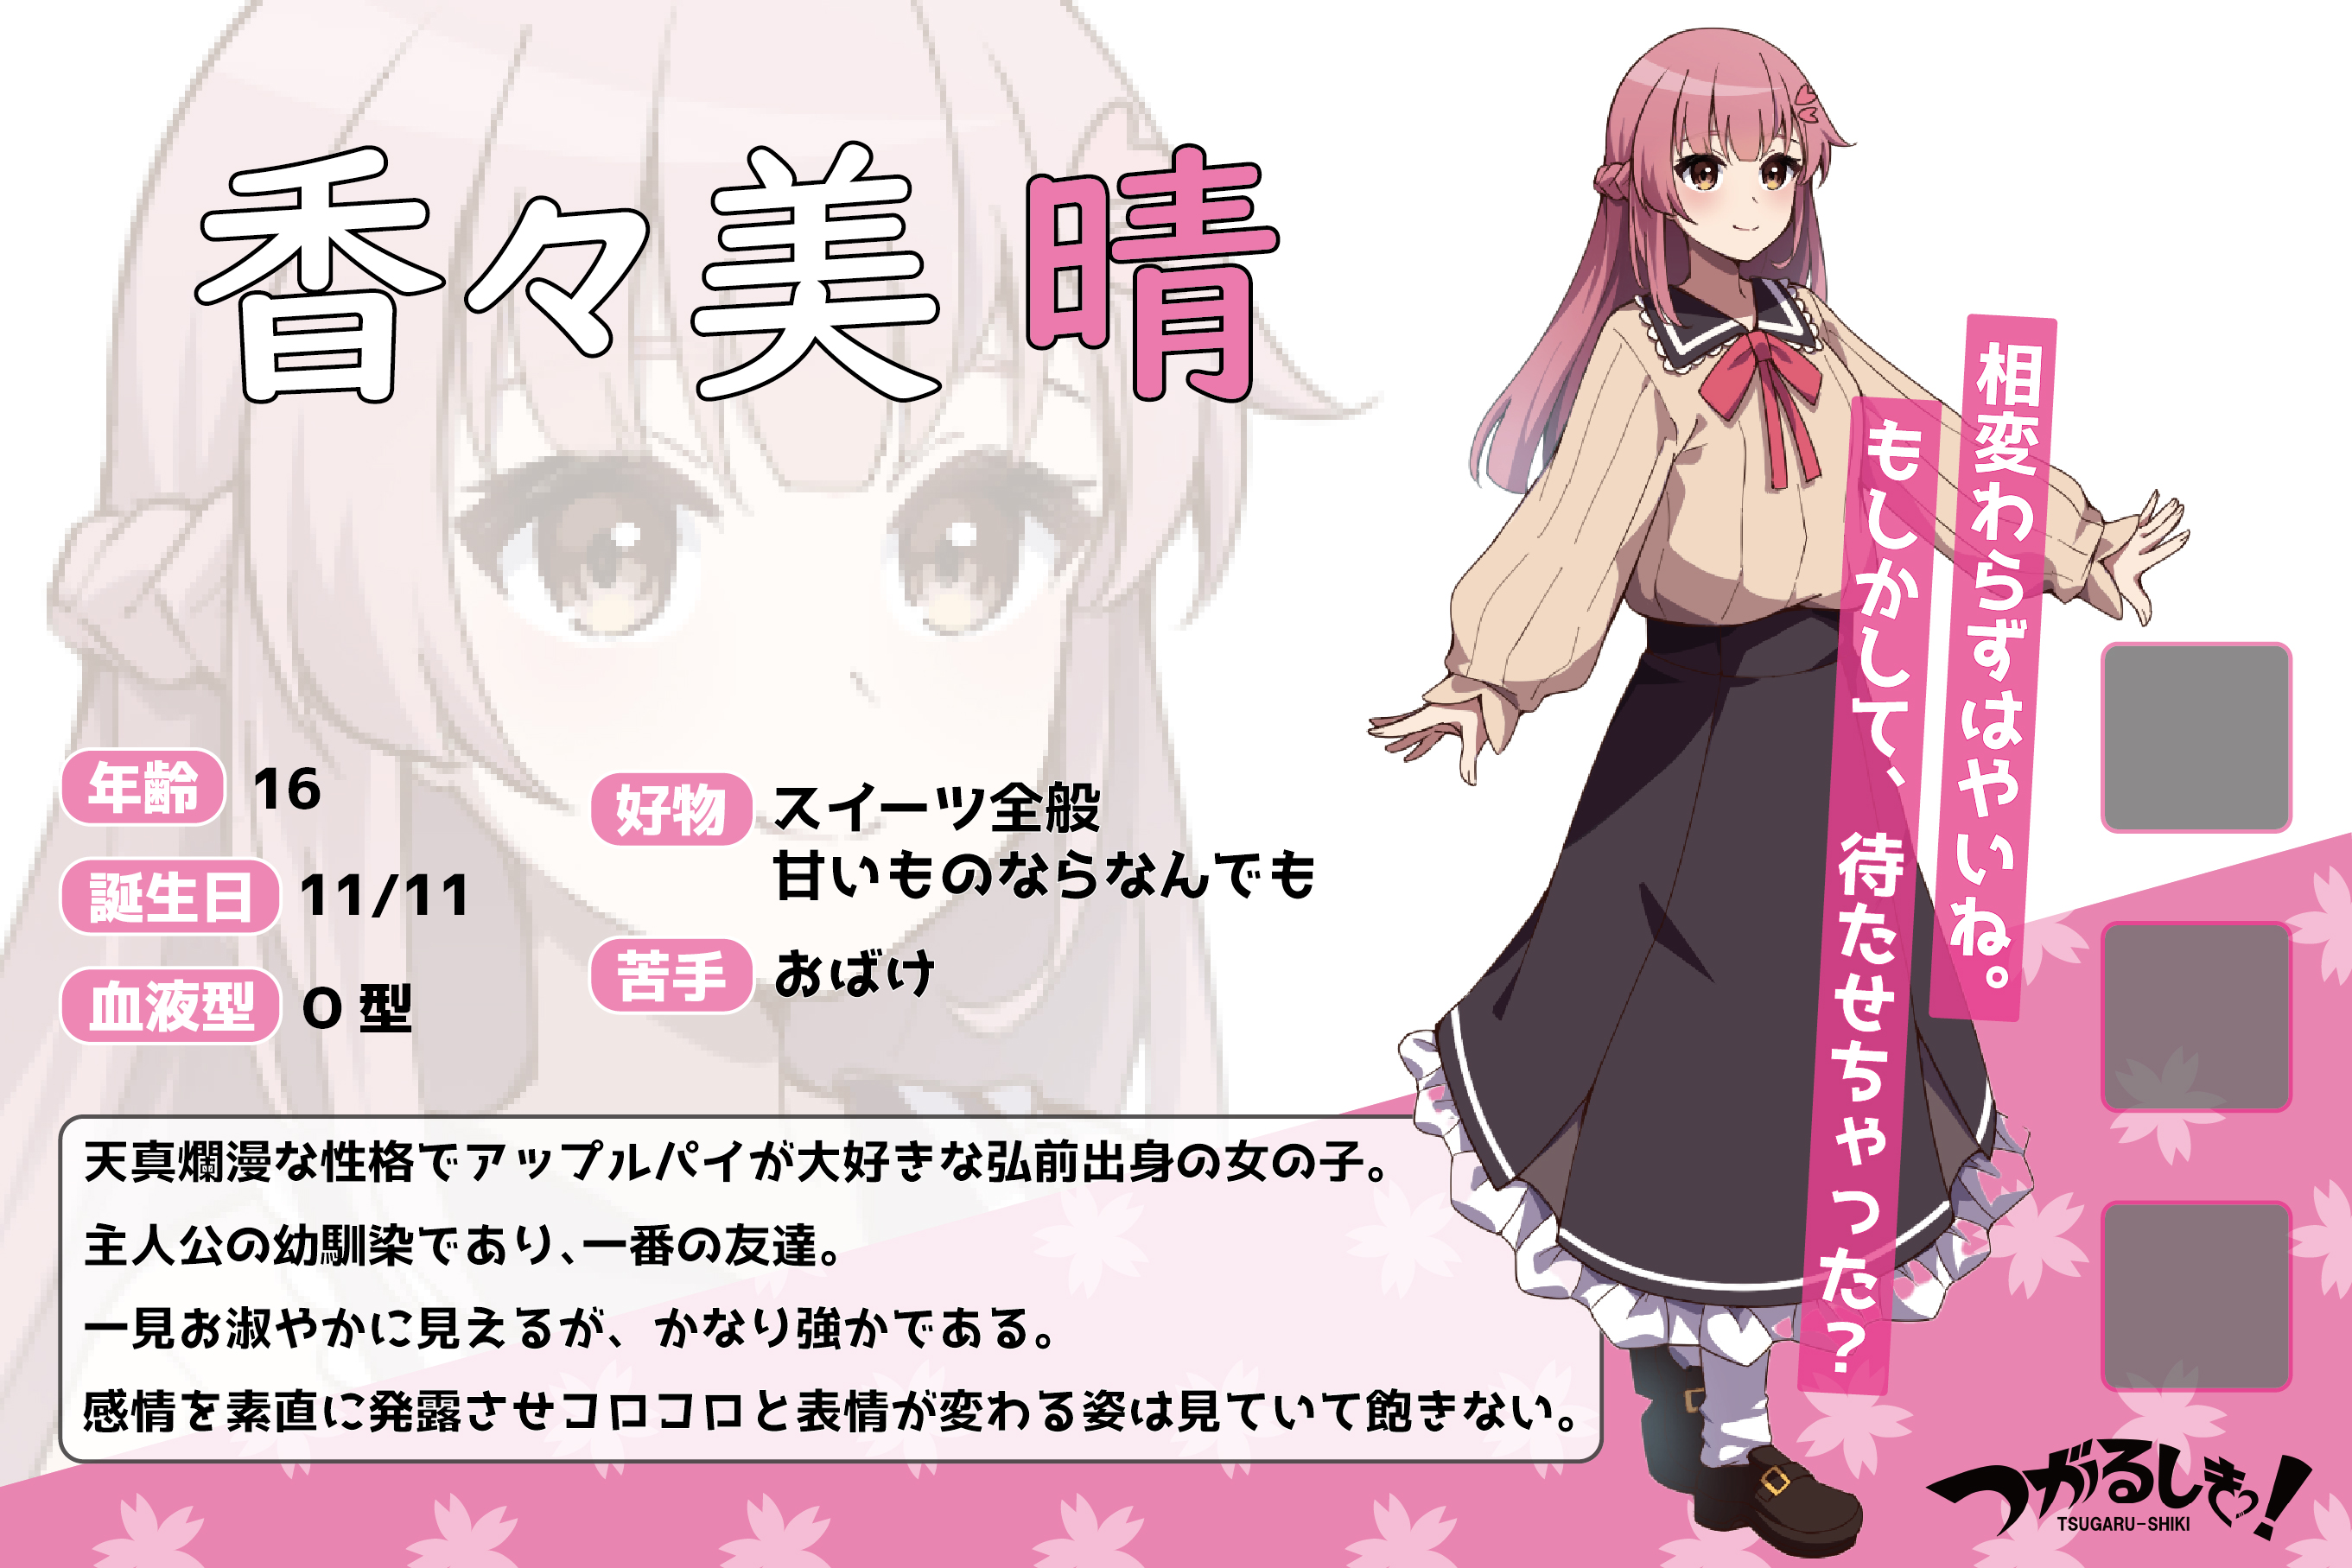 香々美 晴
相変わらずはやいね。
もしかして、待たせちゃった?
年齢 16
誕生日 11/11
血液型 O 型
好物 スイーツ全般
甘いものならなんでも
苦手 おばけ
天真爛漫な性格でアップルパイが大好きな弘前出身の女の子。
主人公の幼馴染であり、一番の友達。
一見お淑やかに見えるが、かなり強かである。
感情を素直に発露させコロコロと表情が変わる姿は見ていて飽きない。
つがるしき!
TSUGARU-SHIKI